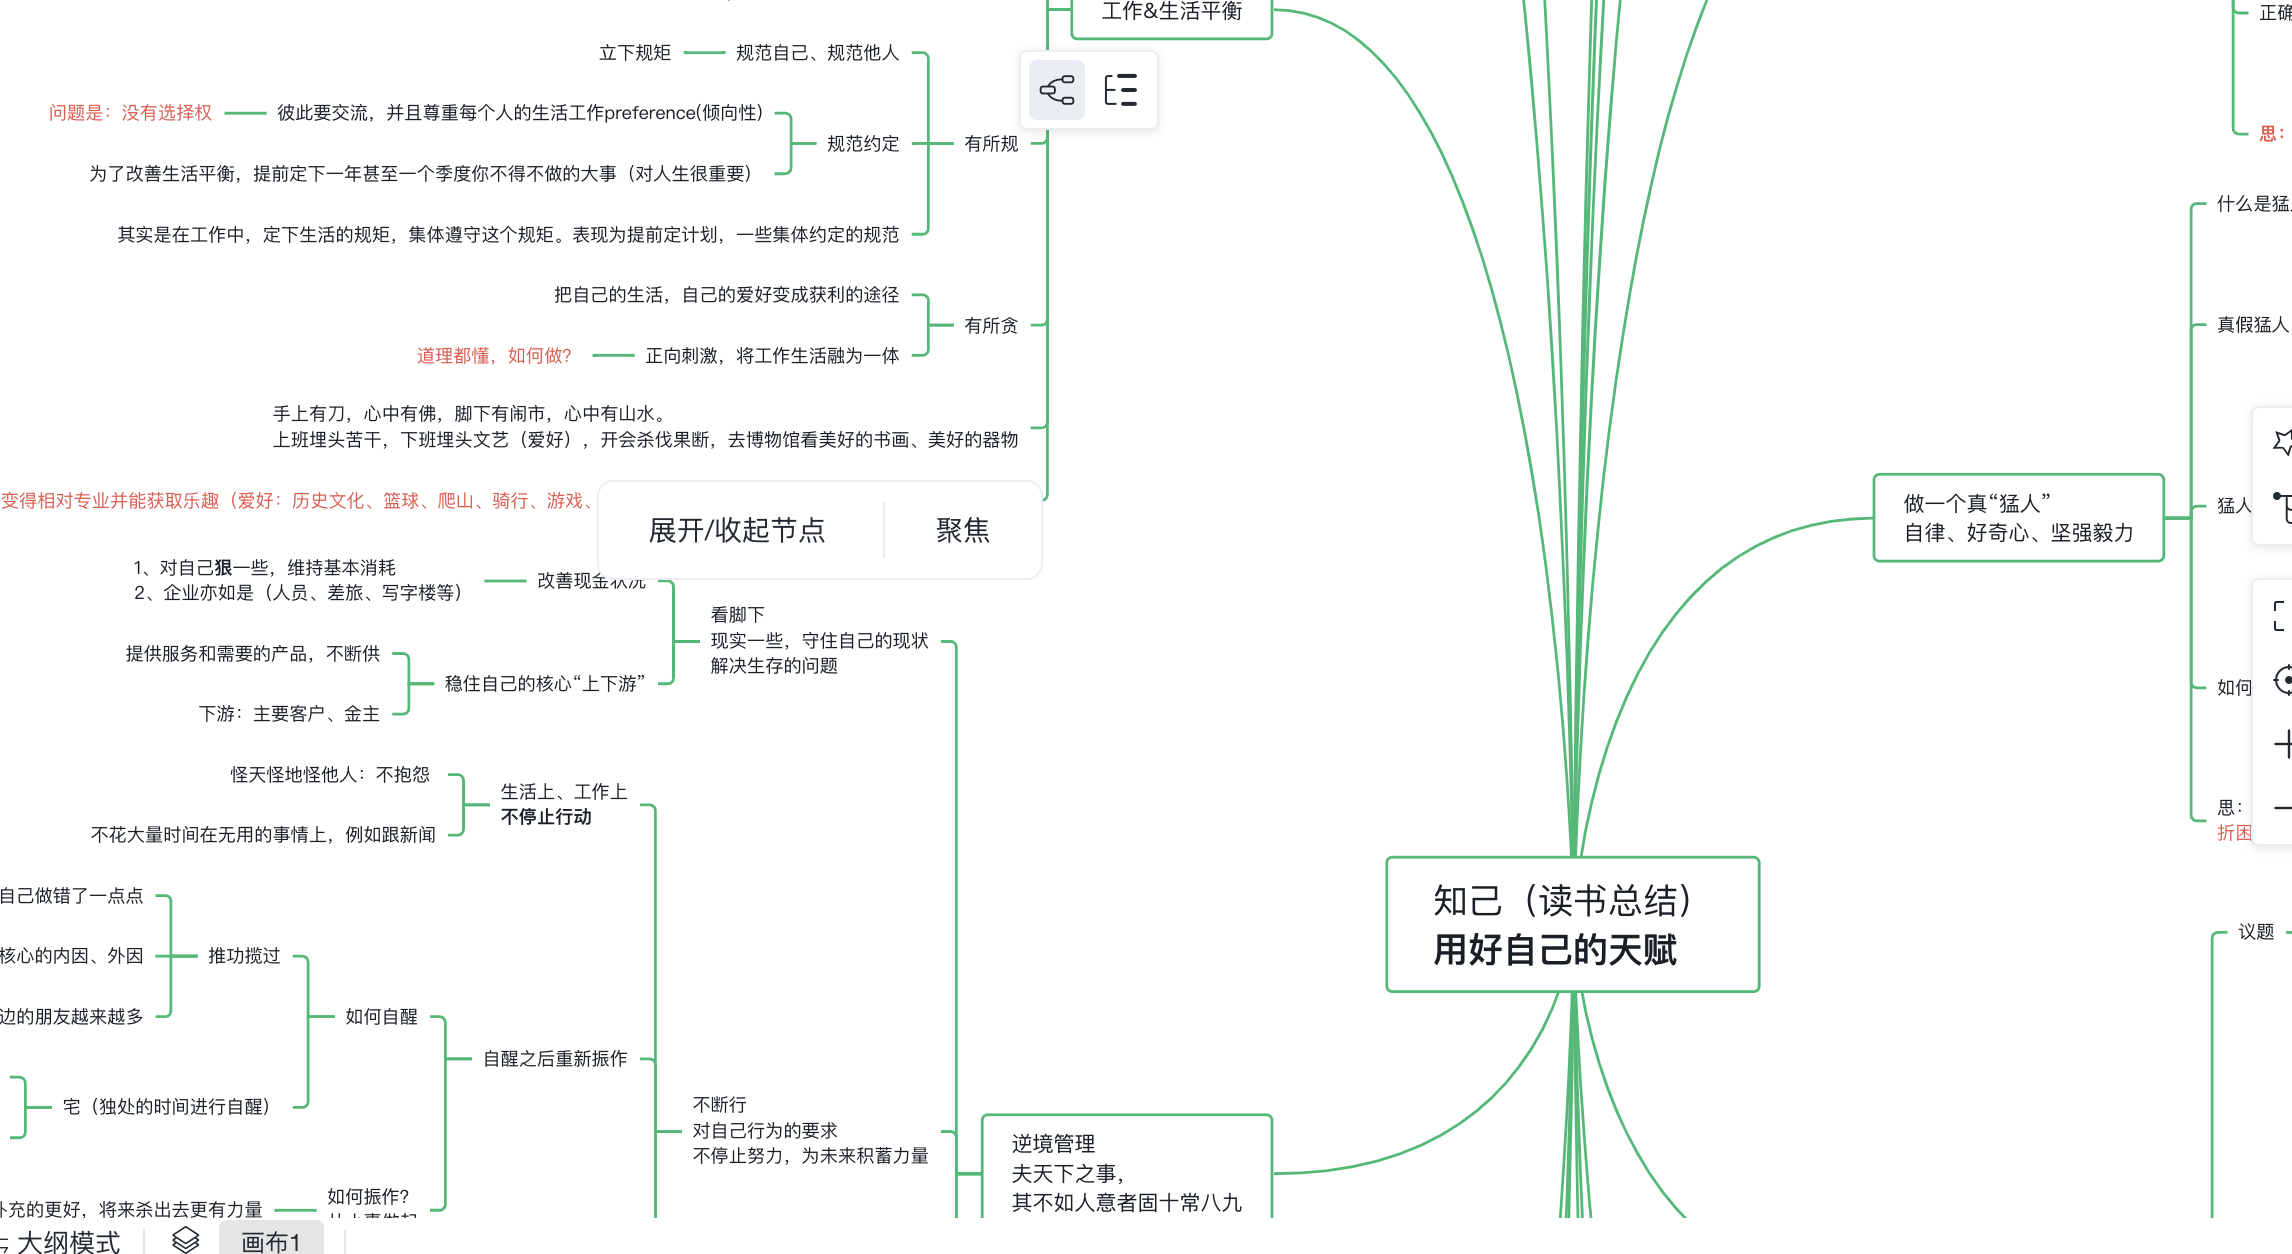 工作&生活平衡
立下规矩
规范自己、规范他人
问题是：没有选择权
彼此要交流，并且尊重每个人的生活工作preference(倾向性)
规范约定
有所规
为了改善生活平衡，提前定下一年甚至一个季度你不得不做的大事（对人生很重要）
其实是在工作中，定下生活的规矩，集体遵守这个规矩。表现为提前定计划，一些集体约定的规范
把自己的生活，自己的爱好变成获利的途径
有所贪
道理都懂，如何做？
正向刺激，将工作生活融为一体
手上有刀，心中有佛，脚下有闹市，心中有山水。
上班埋头苦干，下班埋头文艺（爱好），开会杀伐果断，去博物馆看美好的书画、美好的器物
变得相对专业并能获取乐趣（爱好：历史文化、篮球、爬山、骑行、游戏、
展开/收起节点
聚焦
1、对自己狠一些，维持基本消耗
2、企业亦如是（人员、差旅、写字楼等）
改善现金状况
看脚下
现实一些，守住自己的现状
解决生存的问题
提供服务和需要的产品，不断供
稳住自己的核心“上下游”
下游：主要客户、金主
怪天怪地怪他人：不抱怨
生活上、工作上
不停止行动
不花大量时间在无用的事情上，例如跟新闻
自己做错了一点点
核心的内因、外因
推功揽过
边的朋友越来越多
如何自醒
自醒之后重新振作
宅（独处的时间进行自醒）
不断行
对自己行为的要求
不停止努力，为未来积蓄力量
充的更好，将来杀出去更有力量
如何振作？
逆境管理
夫天下之事，
其不如人意者固十常八九
知己（读书总结）
用好自己的天赋
做一个真“猛人”
自律、好奇心、坚强毅力
正确
思：
什么是猛
真假猛人
猛人
如何
思：
折困
议题
大纲模式
画布1